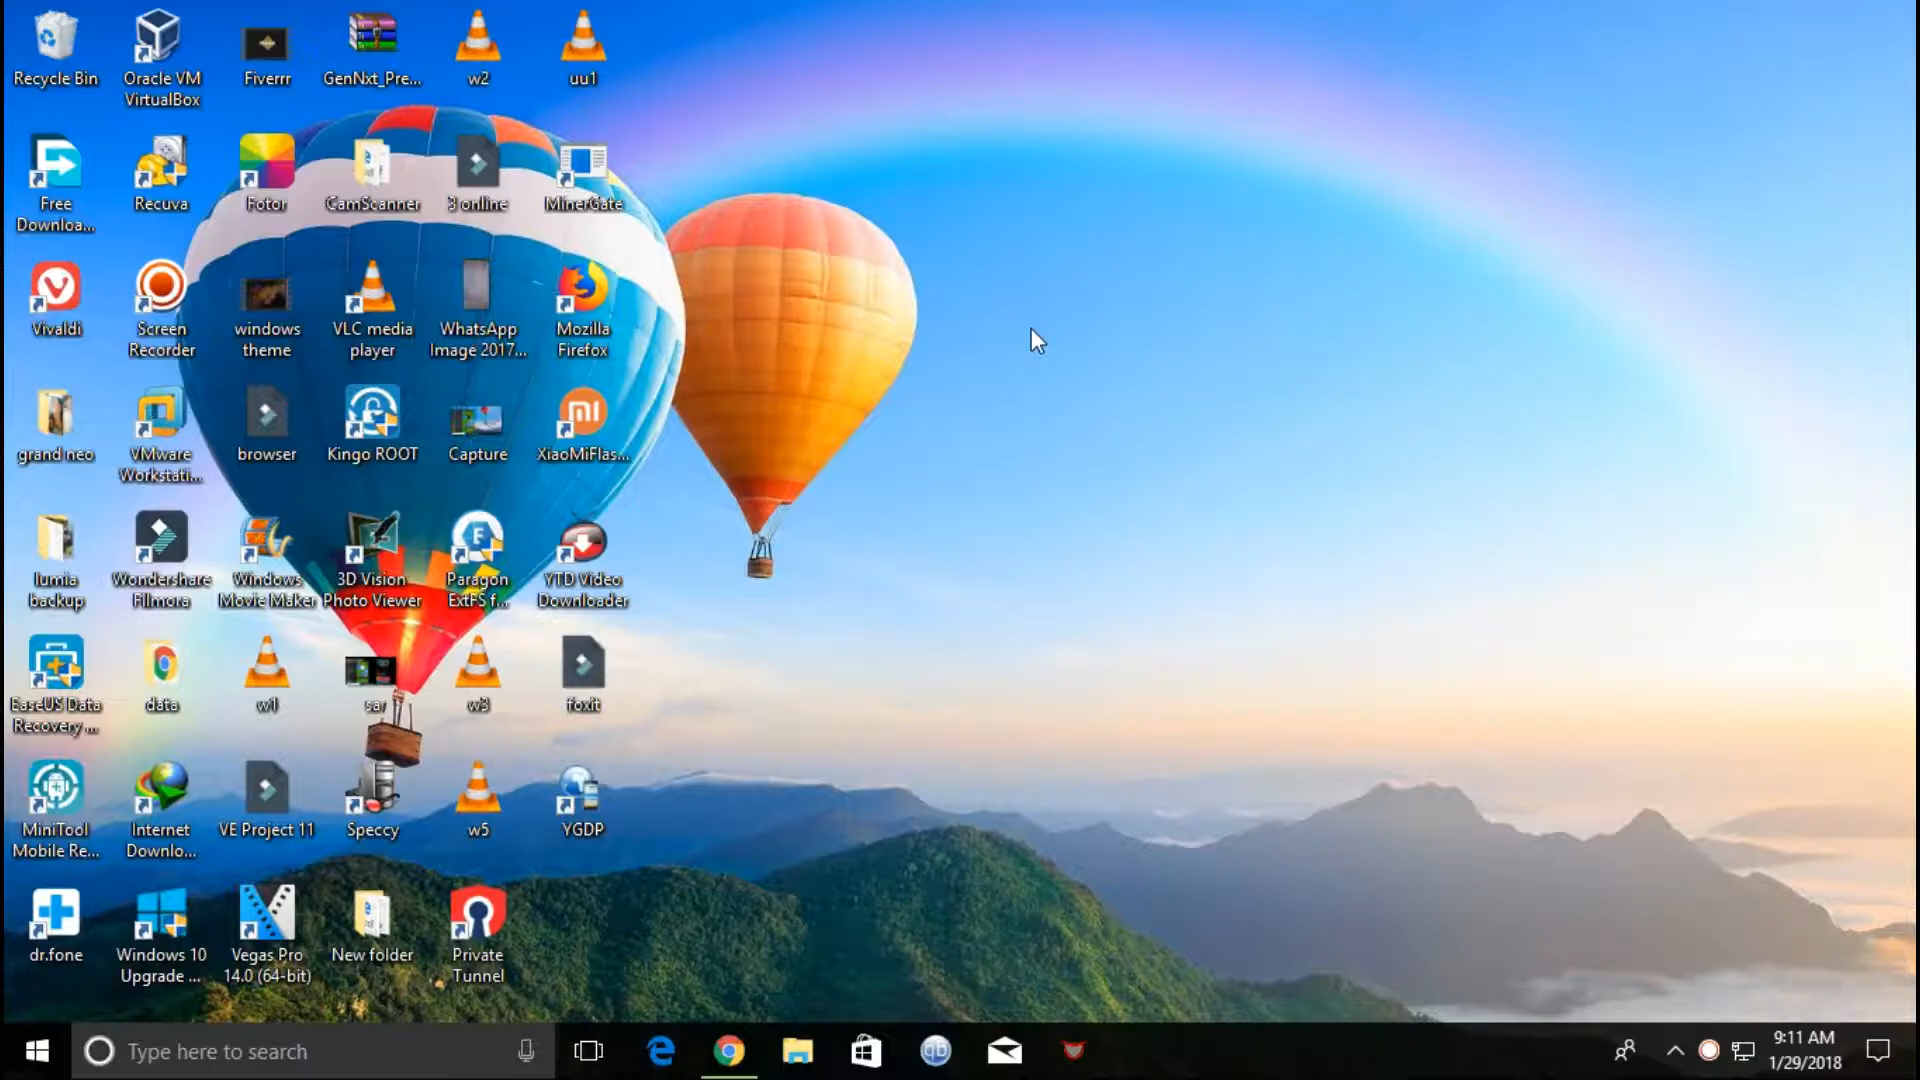 Recycle Bin
Oracle VM
VirtualBox
Fiverrr
GenNxt_Pre...
w2
uu1
Free
Downloa...
Recuva
Fotor
CamScanner
3 online
MinerGate
Vivaldi
Screen
Recorder
windows
theme
VLC media
player
WhatsApp
Image 2017...
Mozilla
Firefox
grand neo
VMware
Workstati...
browser
Kingo ROOT
Capture
XiaoMiFlas...
lumia
backup
Wondershare
Filmora
Windows
Movie Maker
3D Vision
Photo Viewer
Paragon
ExtFS f...
YTD Video
Downloader
EaseUS Data
Recovery ...
data
w1
sar
w3
foxit
MiniTool
Mobile Re...
Internet
Downlo...
VE Project 11
Speccy
w5
YGDP
dr.fone
Windows 10
Upgrade ...
Vegas Pro
14.0 (64-bit)
New folder
Private
Tunnel
Type here to search
9:11 AM
1/29/2018